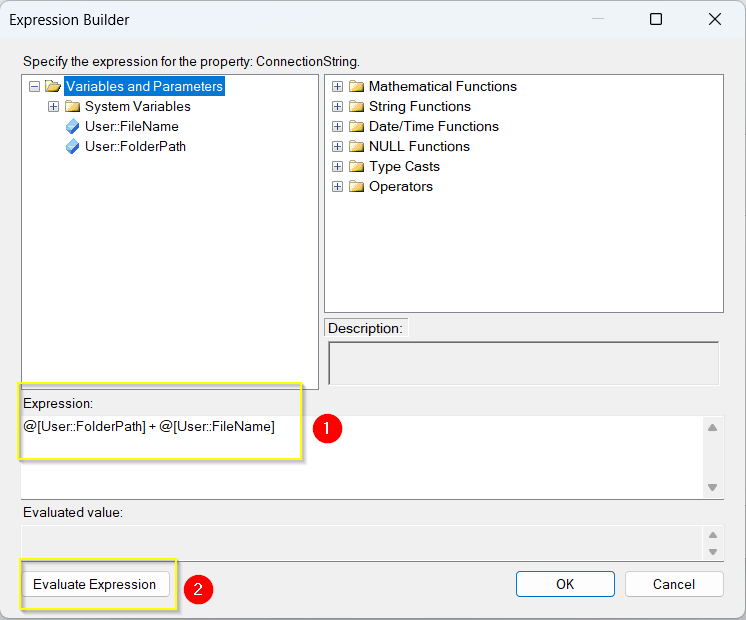 Expression Builder
Specify the expression for the property: ConnectionString.
Variables and Parameters
System Variables
User::FileName
User::FolderPath
Mathematical Functions
String Functions
Date/Time Functions
NULL Functions
Type Casts
Operators
Description:
Expression:
@[User::FolderPath] + @[User::FileName]
1
Evaluated value:
Evaluate Expression
2
OK
Cancel